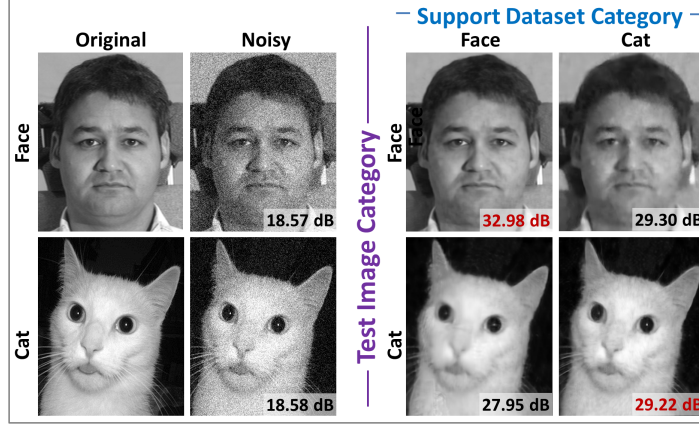 Support Dataset Category
Original Noisy Face Cat
Face
Face
Face
18.57 dB
32.98 dB
29.30 dB
Test Image Category
Cat
Cat
18.58 dB
27.95 dB
29.22 dB